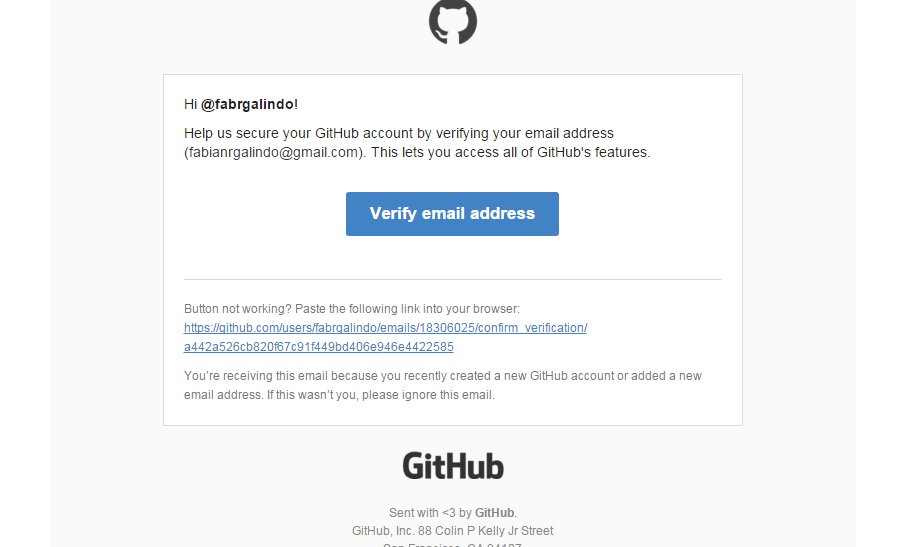 Hi @fabrgalindo!
Help us secure your GitHub account by verifying your email address
(fabianrgalindo@gmail.com). This lets you access all of GitHub's features.
Verify email address
Button not working? Paste the following link into your browser:
https://github.com/users/fabrgalindo/emails/18306025/confirm_verification/
a442a526cb820f67c91f449bd406e946e4422585
You’re receiving this email because you recently created a new GitHub account or added a new
email address. If this wasn’t you, please ignore this email.
GitHub
Sent with <3 by GitHub.
GitHub, Inc. 88 Colin P Kelly Jr Street
San Francisco, CA 94107